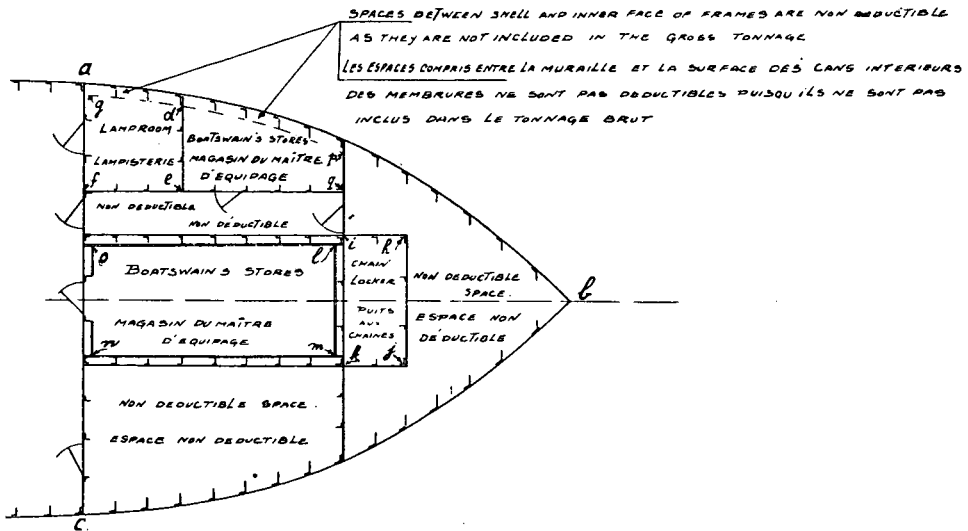 SPACES BETWEEN SHELL AND INNER FACE OF FRAMES ARE NON DEDUCTIBLE
AS THEY ARE NOT INCLUDED IN THE GROSS TONNAGE
LES ESPACES COMPRIS ENTRE LA MURAILLE ET LA SURFACE DES CANS INTERIEURS
DES MEMBRURES NE SONT PAS DEDUCTIBLES PUISQU'ILS NE SONT PAS
INCLUS DANS LE TONNAGE BRUT
a
g
d
LAMPROOM
LAMPISTERIE
f
e
BOATSWAIN'S STORES
MAGASIN DU MAÎTRE
D'EQUIPAGE
p
q
NON DEDUCTIBLE
NON DÉDUCTIBLE
i
h
o
l
BOATSWAIN'S STORES
MAGASIN DU MAÎTRE
D'EQUIPAGE
n
m
CHAIN
LOCKER
PUITS
AUX
CHAINES
k
j
NON DEDUCTIBLE
SPACE.
ESPACE NON
DÉDUCTIBLE
b
NON DEDUCTIBLE SPACE.
ESPACE NON DEDUCTIBLE
c